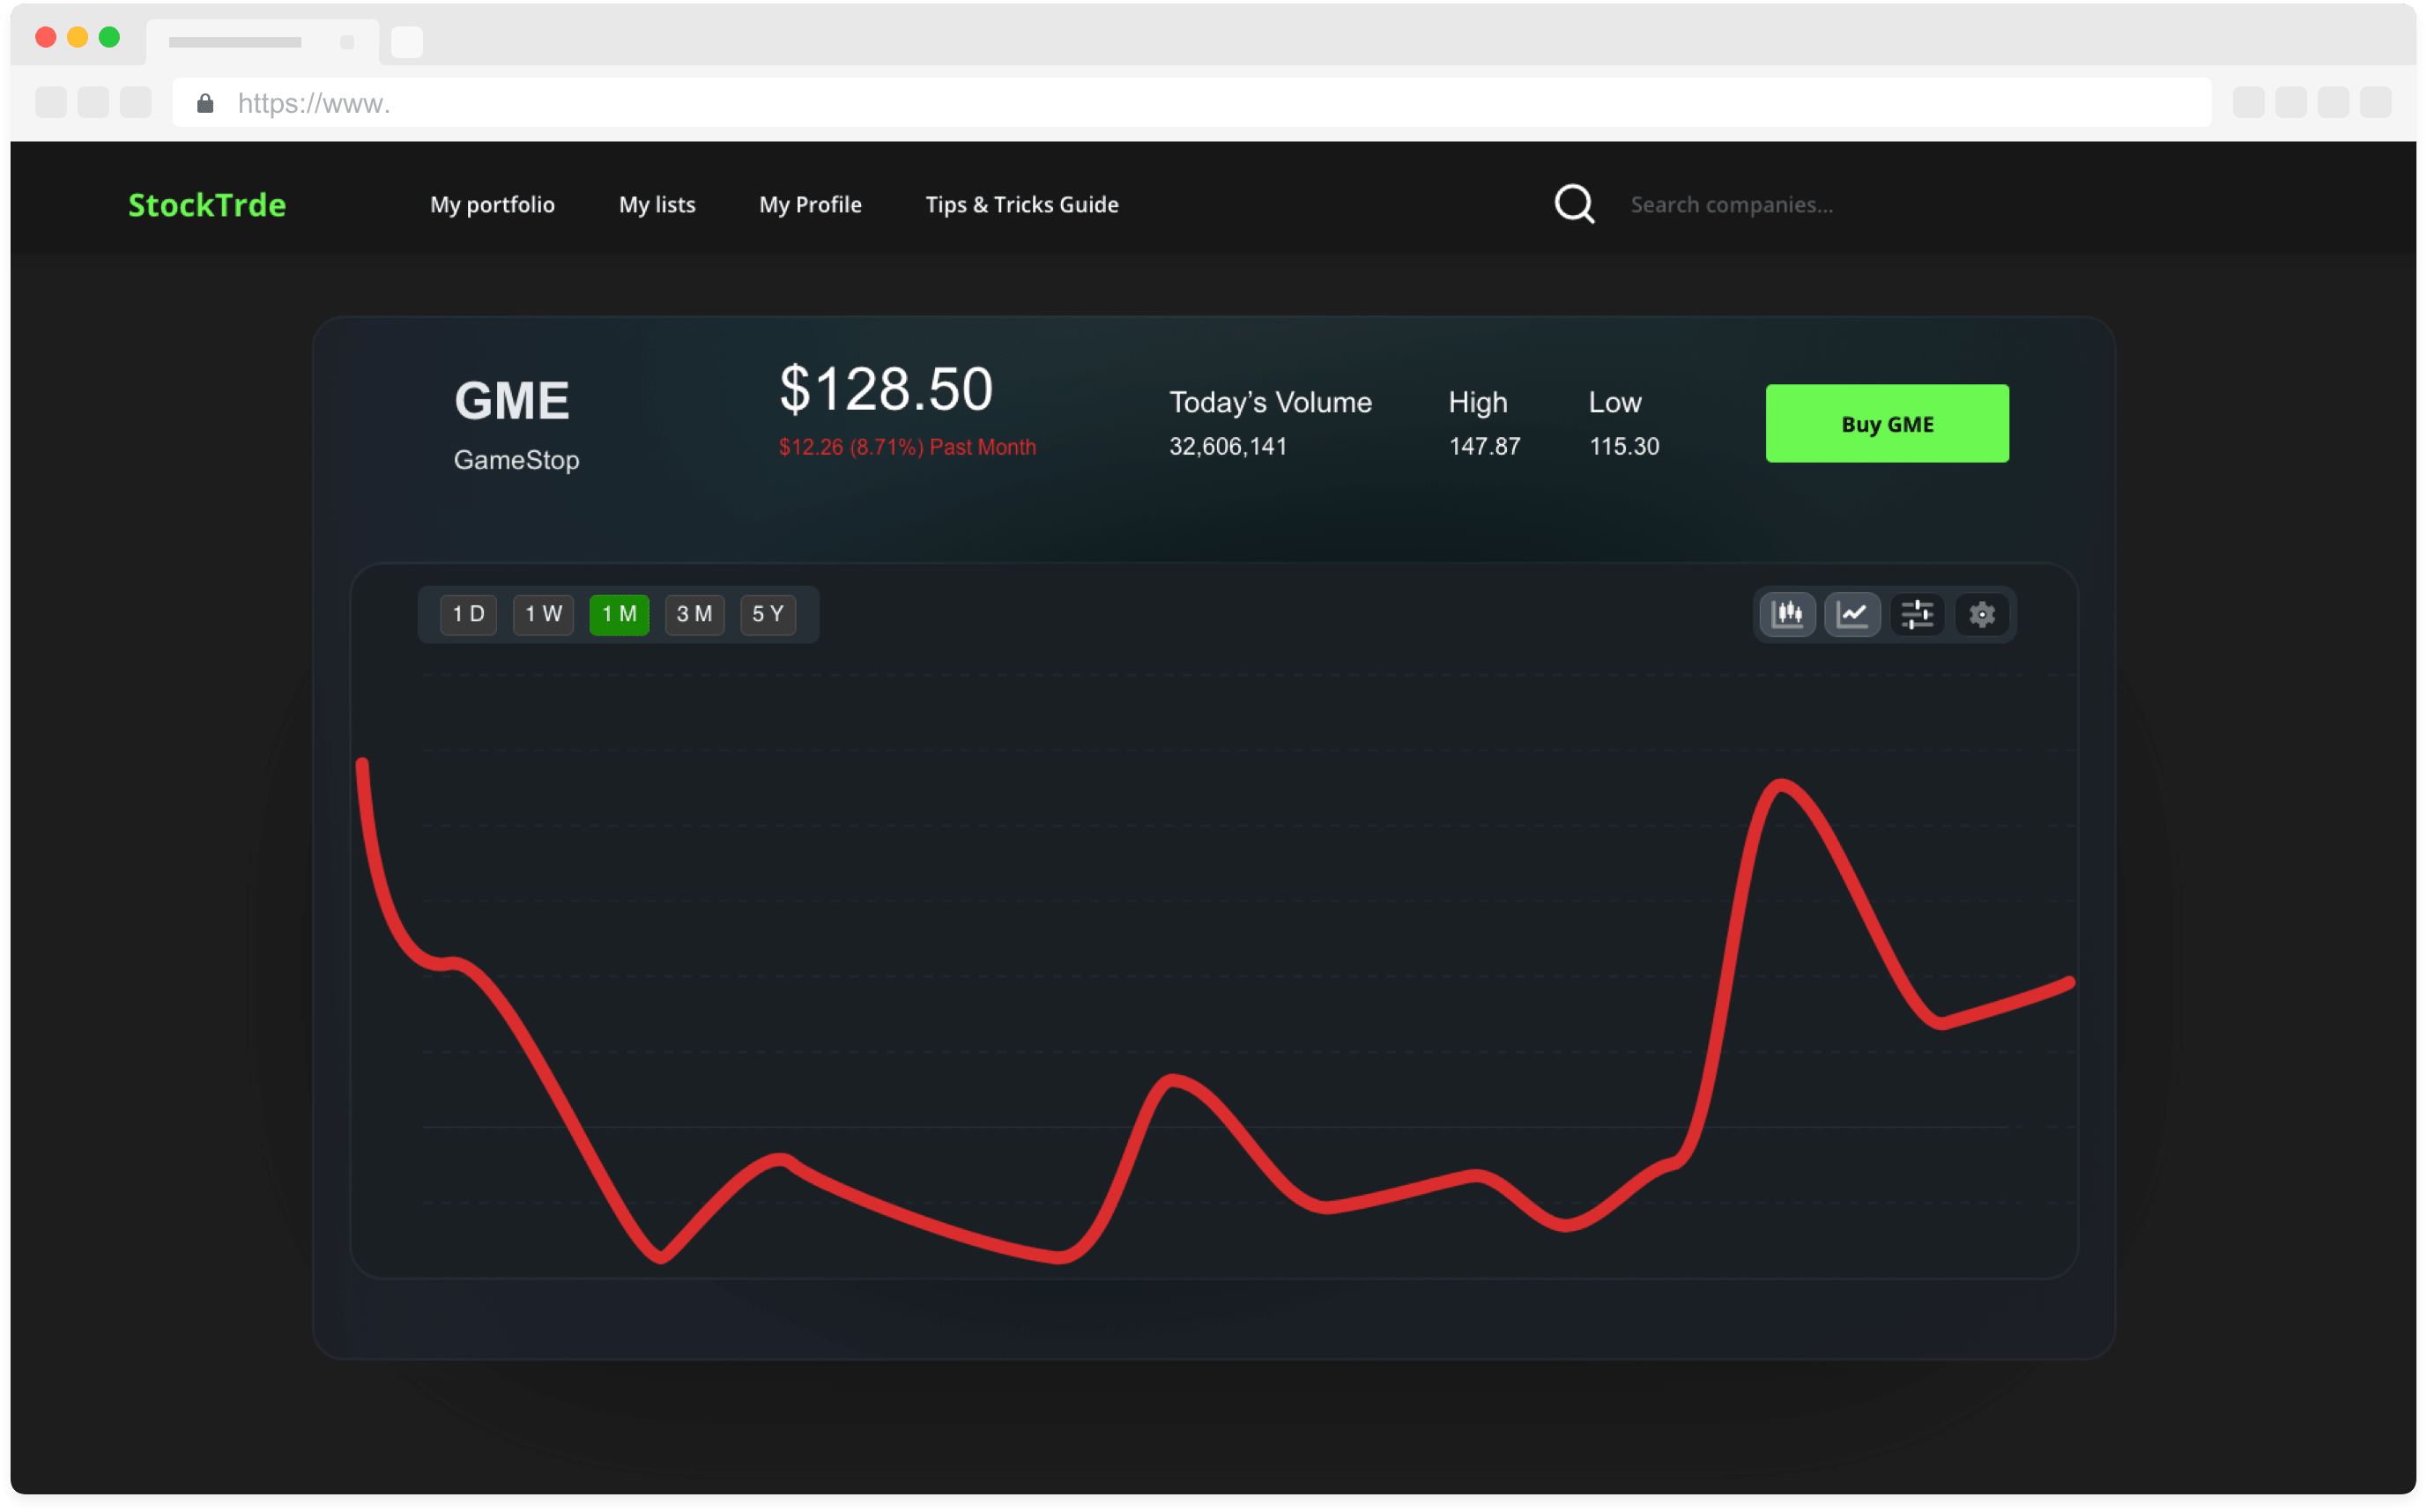 https://www.
StockTrde
My portfolio
My lists
My Profile
Tips & Tricks Guide
Search companies...
GME
GameStop
$128.50
$12.26 (8.71%) Past Month
Today’s Volume
32,606,141
High
147.87
Low
115.30
Buy GME
1 D
1 W
1 M
3 M
5 Y